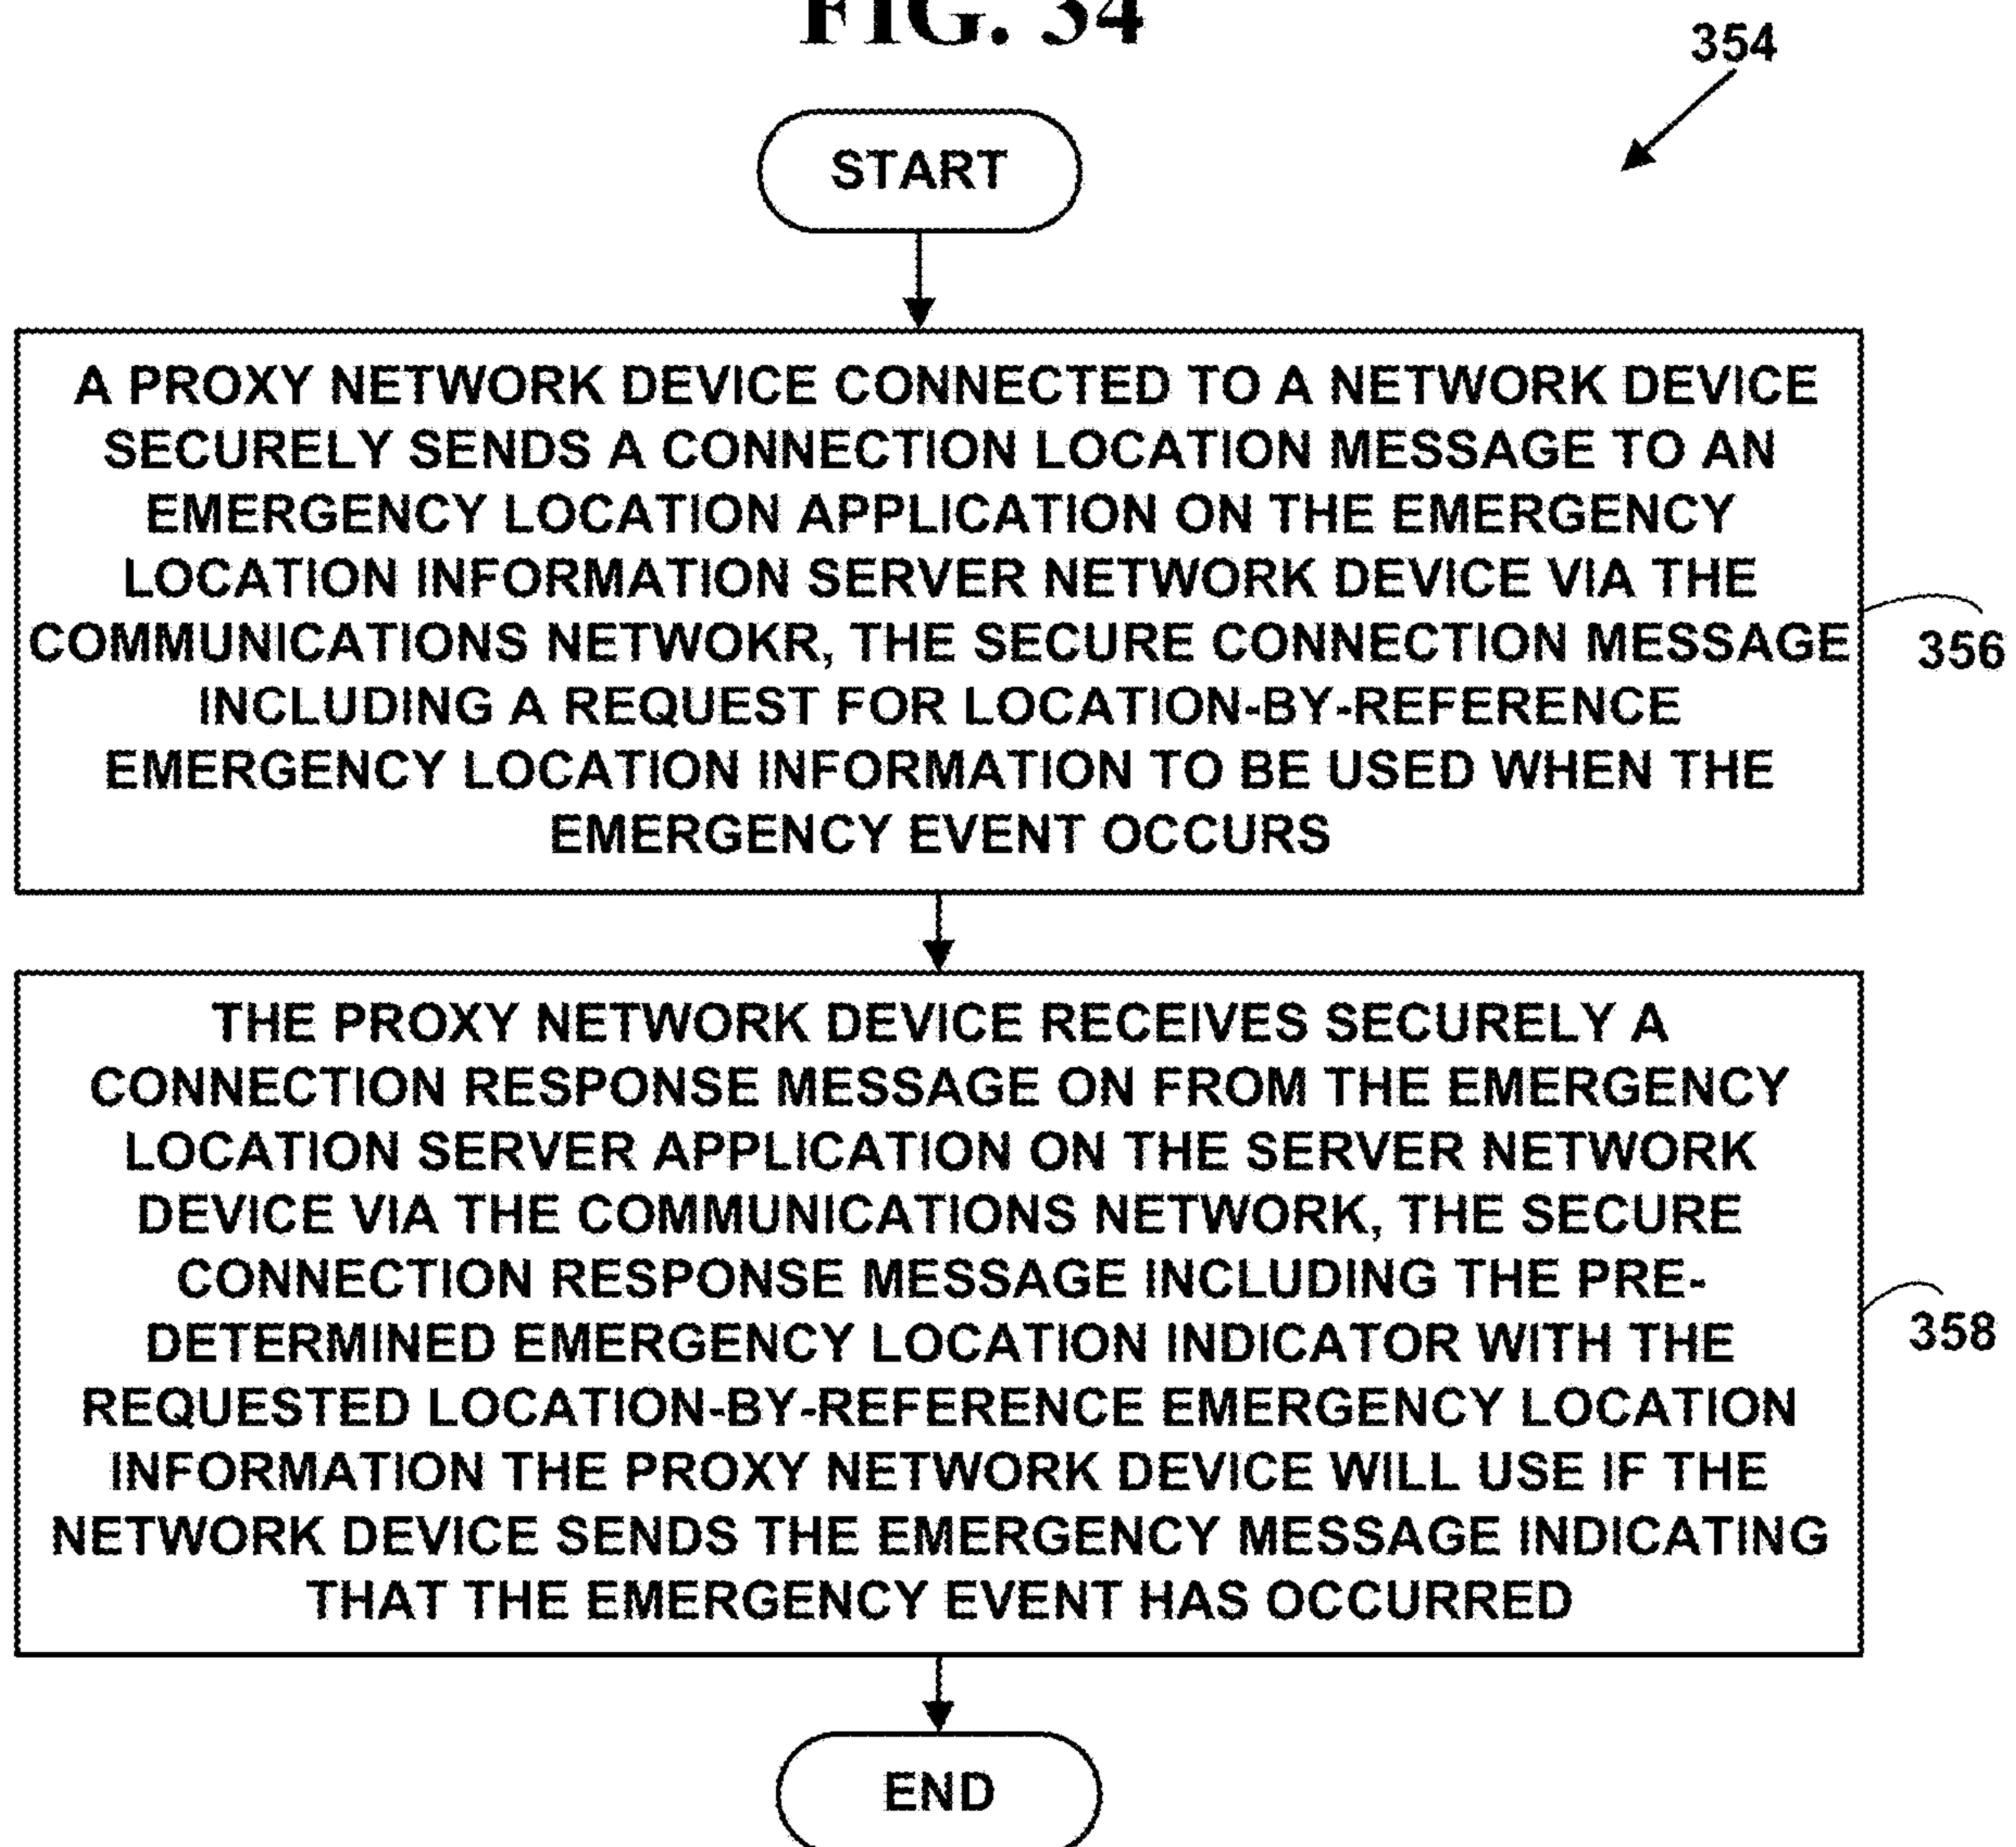 FIG. 34
354
START
A PROXY NETWORK DEVICE CONNECTED TO A NETWORK DEVICE
SECURELY SENDS A CONNECTION LOCATION MESSAGE TO AN
EMERGENCY LOCATION APPLICATION ON THE EMERGENCY
LOCATION INFORMATION SERVER NETWORK DEVICE VIA THE
COMMUNICATIONS NETWOKR, THE SECURE CONNECTION MESSAGE
INCLUDING A REQUEST FOR LOCATION-BY-REFERENCE
EMERGENCY LOCATION INFORMATION TO BE USED WHEN THE
EMERGENCY EVENT OCCURS
356
THE PROXY NETWORK DEVICE RECEIVES SECURELY A
CONNECTION RESPONSE MESSAGE ON FROM THE EMERGENCY
LOCATION SERVER APPLICATION ON THE SERVER NETWORK
DEVICE VIA THE COMMUNICATIONS NETWORK, THE SECURE
CONNECTION RESPONSE MESSAGE INCLUDING THE PRE-
DETERMINED EMERGENCY LOCATION INDICATOR WITH THE
REQUESTED LOCATION-BY-REFERENCE EMERGENCY LOCATION
INFORMATION THE PROXY NETWORK DEVICE WILL USE IF THE
NETWORK DEVICE SENDS THE EMERGENCY MESSAGE INDICATING
THAT THE EMERGENCY EVENT HAS OCCURRED
358
END